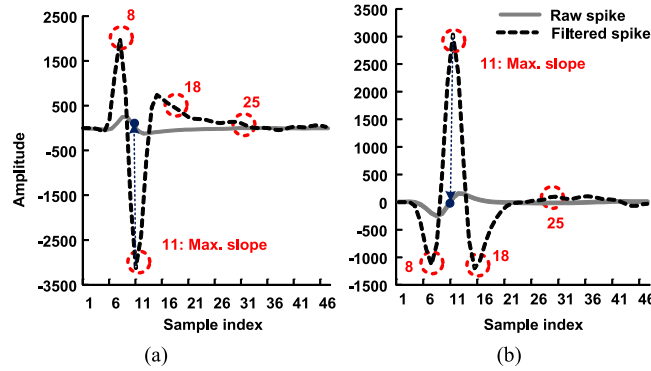 2500
1500
500
-500
-1500
-2500
-3500
Amplitude
1 6 11 16 21 26 31 36 41 46
Sample index
8
18
25
11: Max. slope
(a)
Raw spike
Filtered spike
3000
2500
2000
1500
1000
500
0
-500
-1000
-1500
1 6 11 16 21 26 31 36 41 46
Sample index
11: Max. slope
8
18
25
(b)